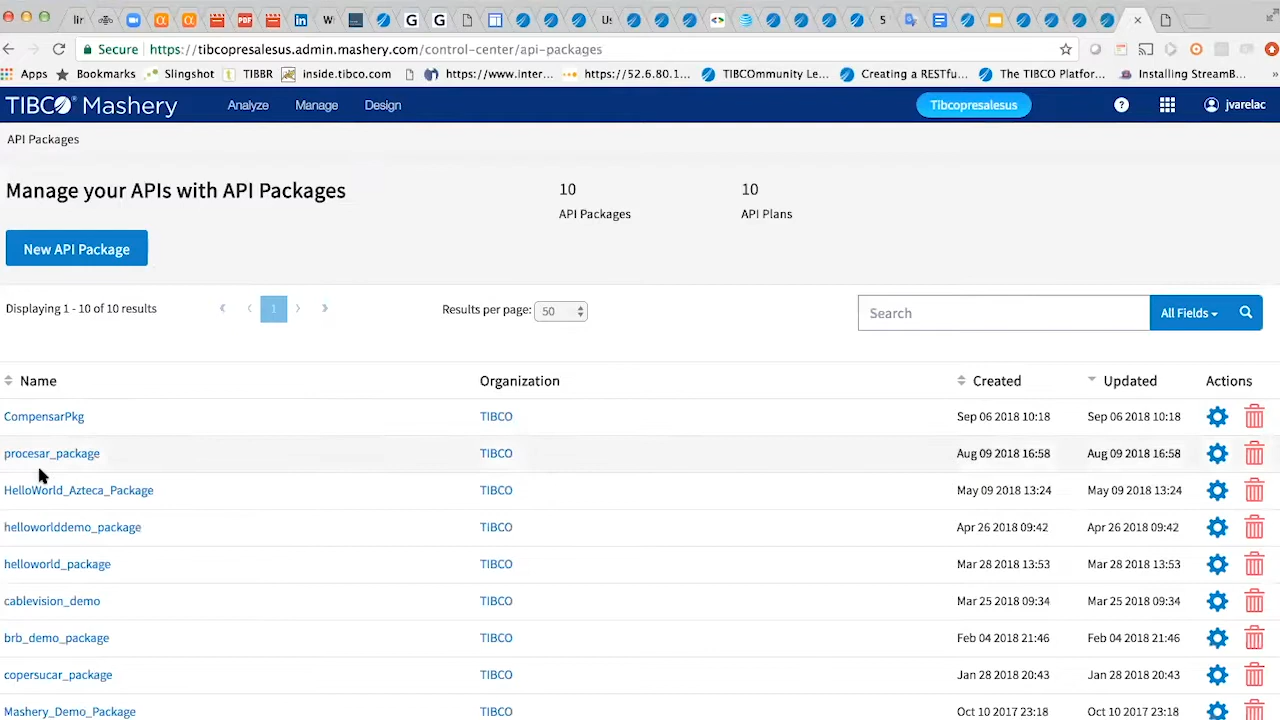 lir
W
G
G
Us
5
Secure https://tibcopresalesus.admin.mashery.com/control-center/api-packages
Apps Bookmarks Slingshot TIBBR inside.tibco.com https://www.inter... https://52.6.80.1... TIBCOmmunity Le... Creating a RESTfu... The TIBCO Platfor... Installing StreamB... »
TIBCO® Mashery Analyze Manage Design Tibcopresalesus ? jvarelac
API Packages
Manage your APIs with API Packages
10 10
API Packages API Plans
New API Package
Displaying 1 - 10 of 10 results « ‹ 1 › » Results per page: 50 Search All Fields
Name Organization Created Updated Actions
CompensarPkg TIBCO Sep 06 2018 10:18 Sep 06 2018 10:18
procesar_package TIBCO Aug 09 2018 16:58 Aug 09 2018 16:58
HelloWorld_Azteca_Package TIBCO May 09 2018 13:24 May 09 2018 13:24
helloworlddemo_package TIBCO Apr 26 2018 09:42 Apr 26 2018 09:42
helloworld_package TIBCO Mar 28 2018 13:53 Mar 28 2018 13:53
cablevision_demo TIBCO Mar 25 2018 09:34 Mar 25 2018 09:34
brb_demo_package TIBCO Feb 04 2018 21:46 Feb 04 2018 21:46
copersucar_package TIBCO Jan 28 2018 20:43 Jan 28 2018 20:43
Mashery_Demo_Package TIBCO Oct 10 2017 23:18 Oct 10 2017 23:18